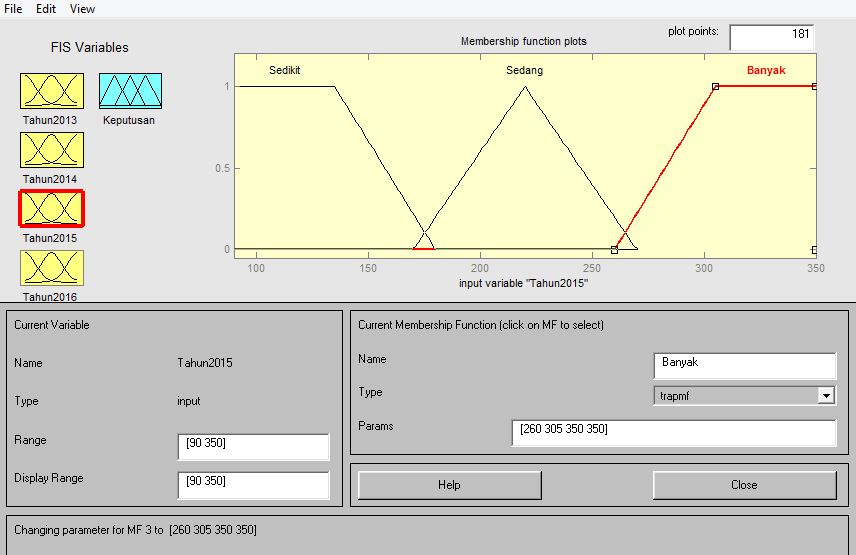 File Edit View
FIS Variables
Tahun2013
Keputusan
Tahun2014
Tahun2015
Tahun2016
Membership function plots
plot points:
181
Sedikit
Sedang
Banyak
1
0.5
0
100
150
200
250
300
350
input variable "Tahun2015"
Current Variable
Name
Tahun2015
Type
input
Range
[90 350]
Display Range
[90 350]
Current Membership Function (click on MF to select)
Name
Banyak
Type
trapmf
Params
[260 305 350 350]
Help
Close
Changing parameter for MF 3 to [260 305 350 350]